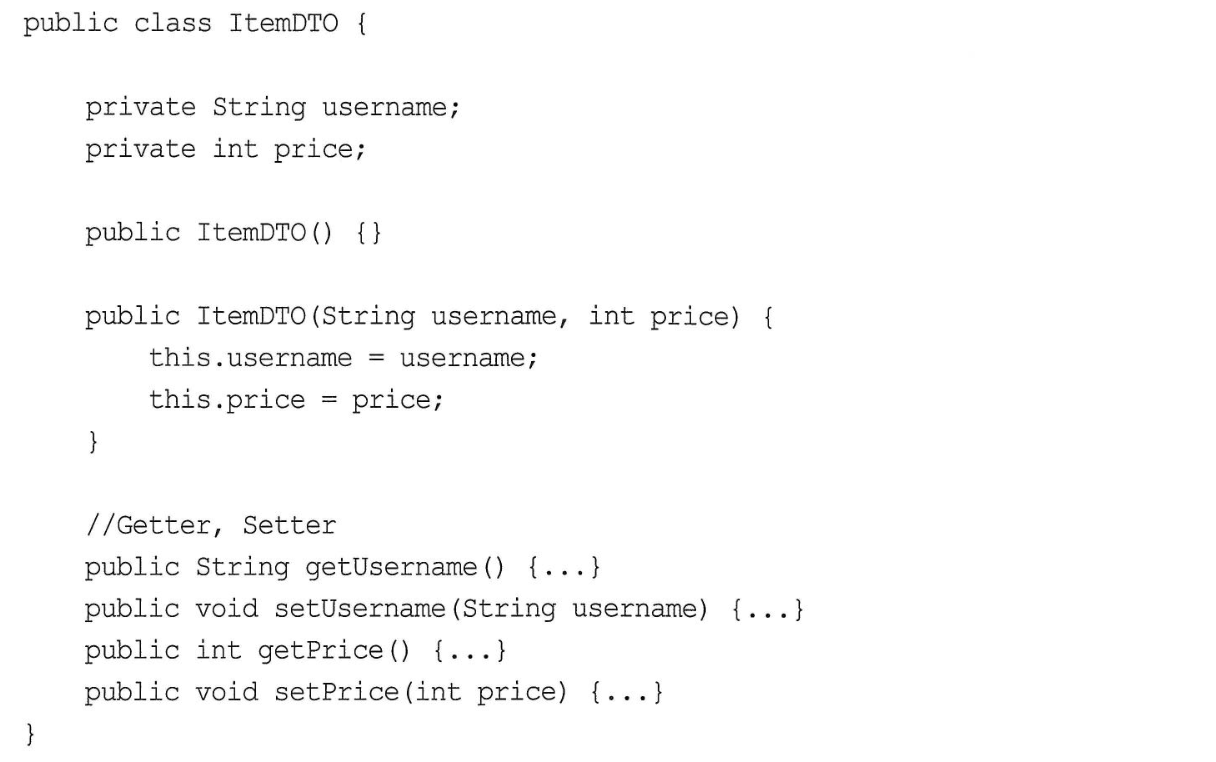 public class ItemDTO {
private String username;
private int price;
public ItemDTO() {}
public ItemDTO(String username, int price) {
this.username = username;
this.price = price;
}
//Getter, Setter
public String getUsername() {...}
public void setUsername(String username) {...}
public int getPrice() {...}
public void setPrice(int price) {...}
}